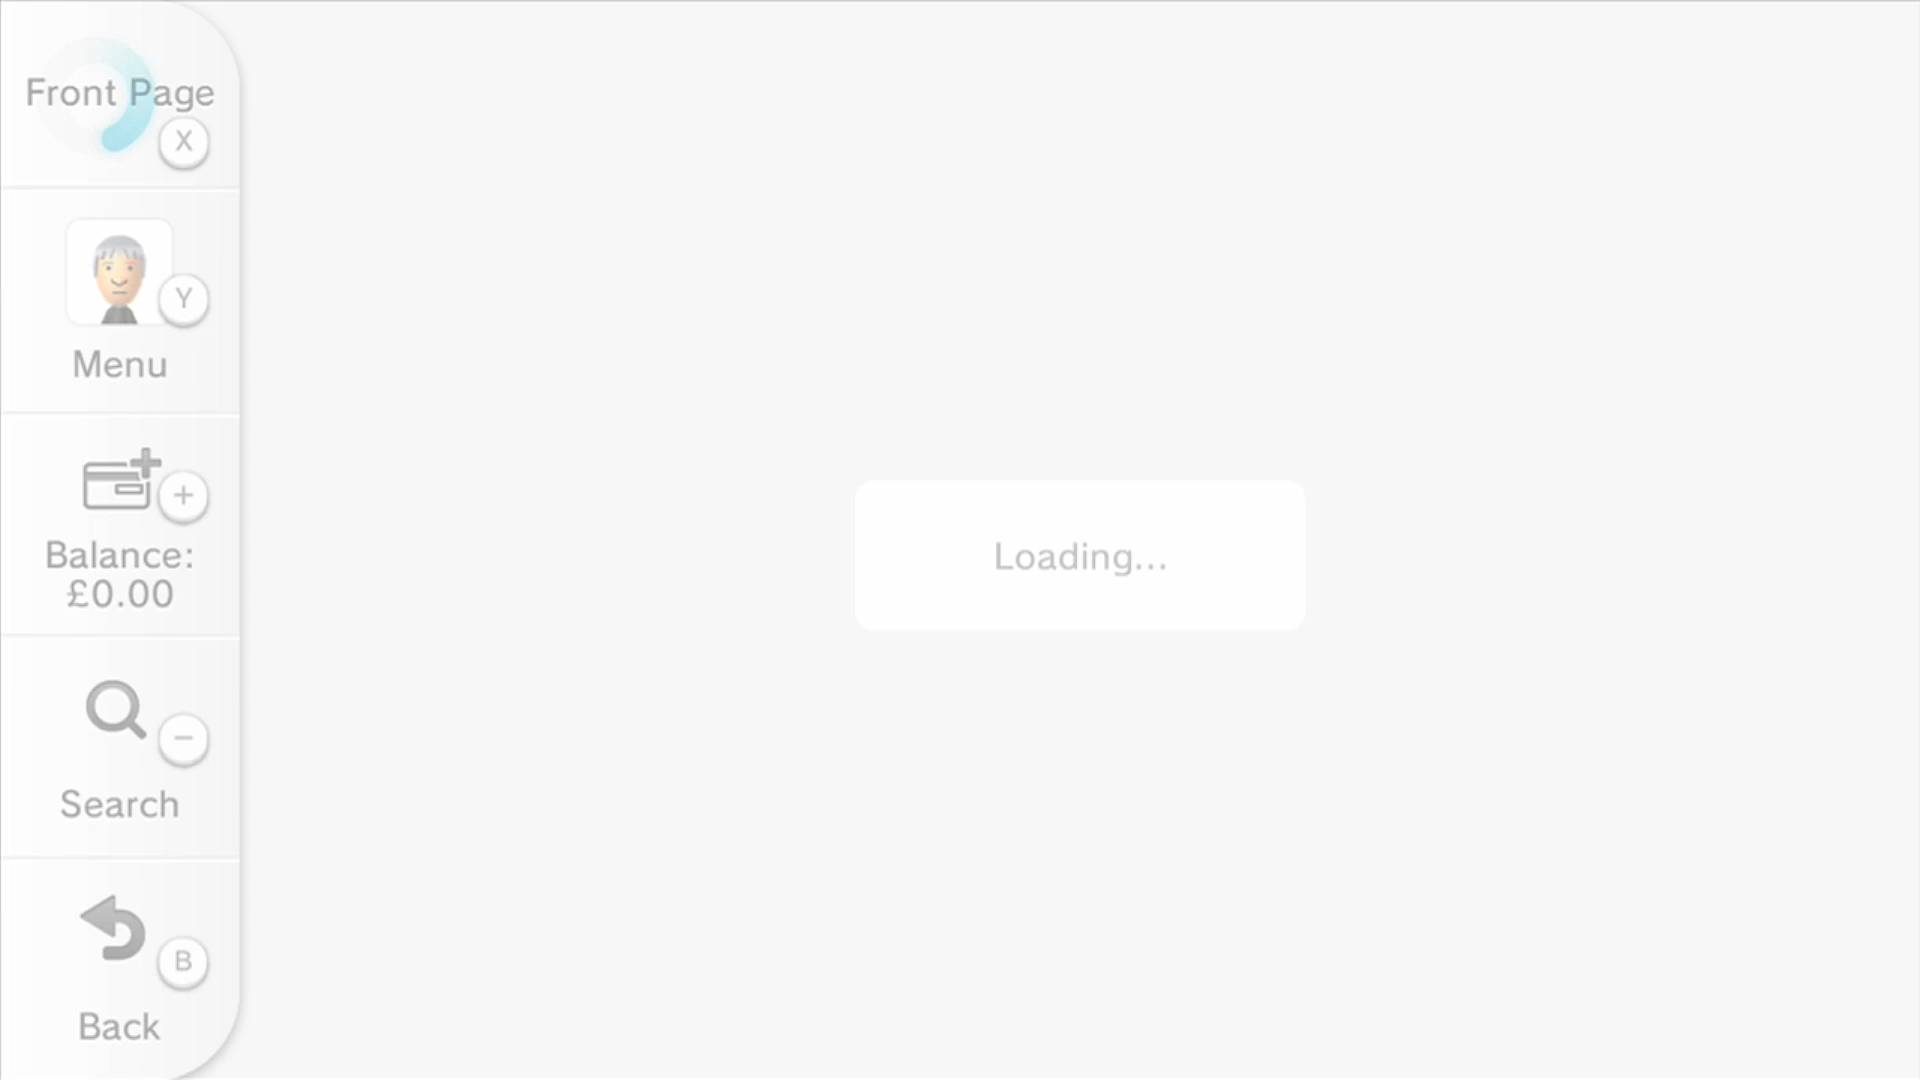 Front Page
X
Y
Menu
+
Balance:
£0.00
−
Search
B
Back
Loading...